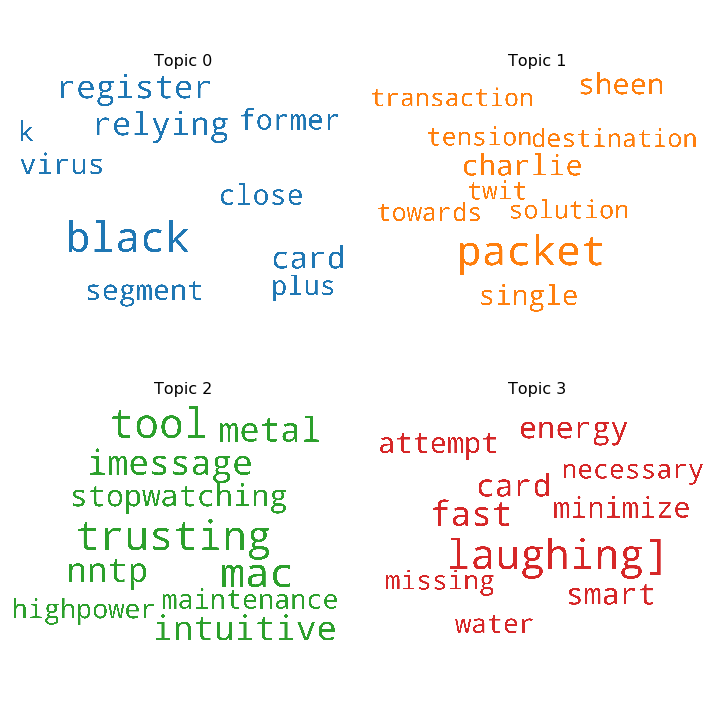 Topic 0
register
relying former
k
virus
close
black
card
plus
segment
Topic 1
sheen
transaction
tension destination
charlie
twit
towards solution
packet
single
Topic 2
tool metal
imessage
stopwatching
trusting
nntp mac
highpower maintenance
intuitive
Topic 3
energy
attempt
necessary
card
fast minimize
laughing]
missing
smart
water